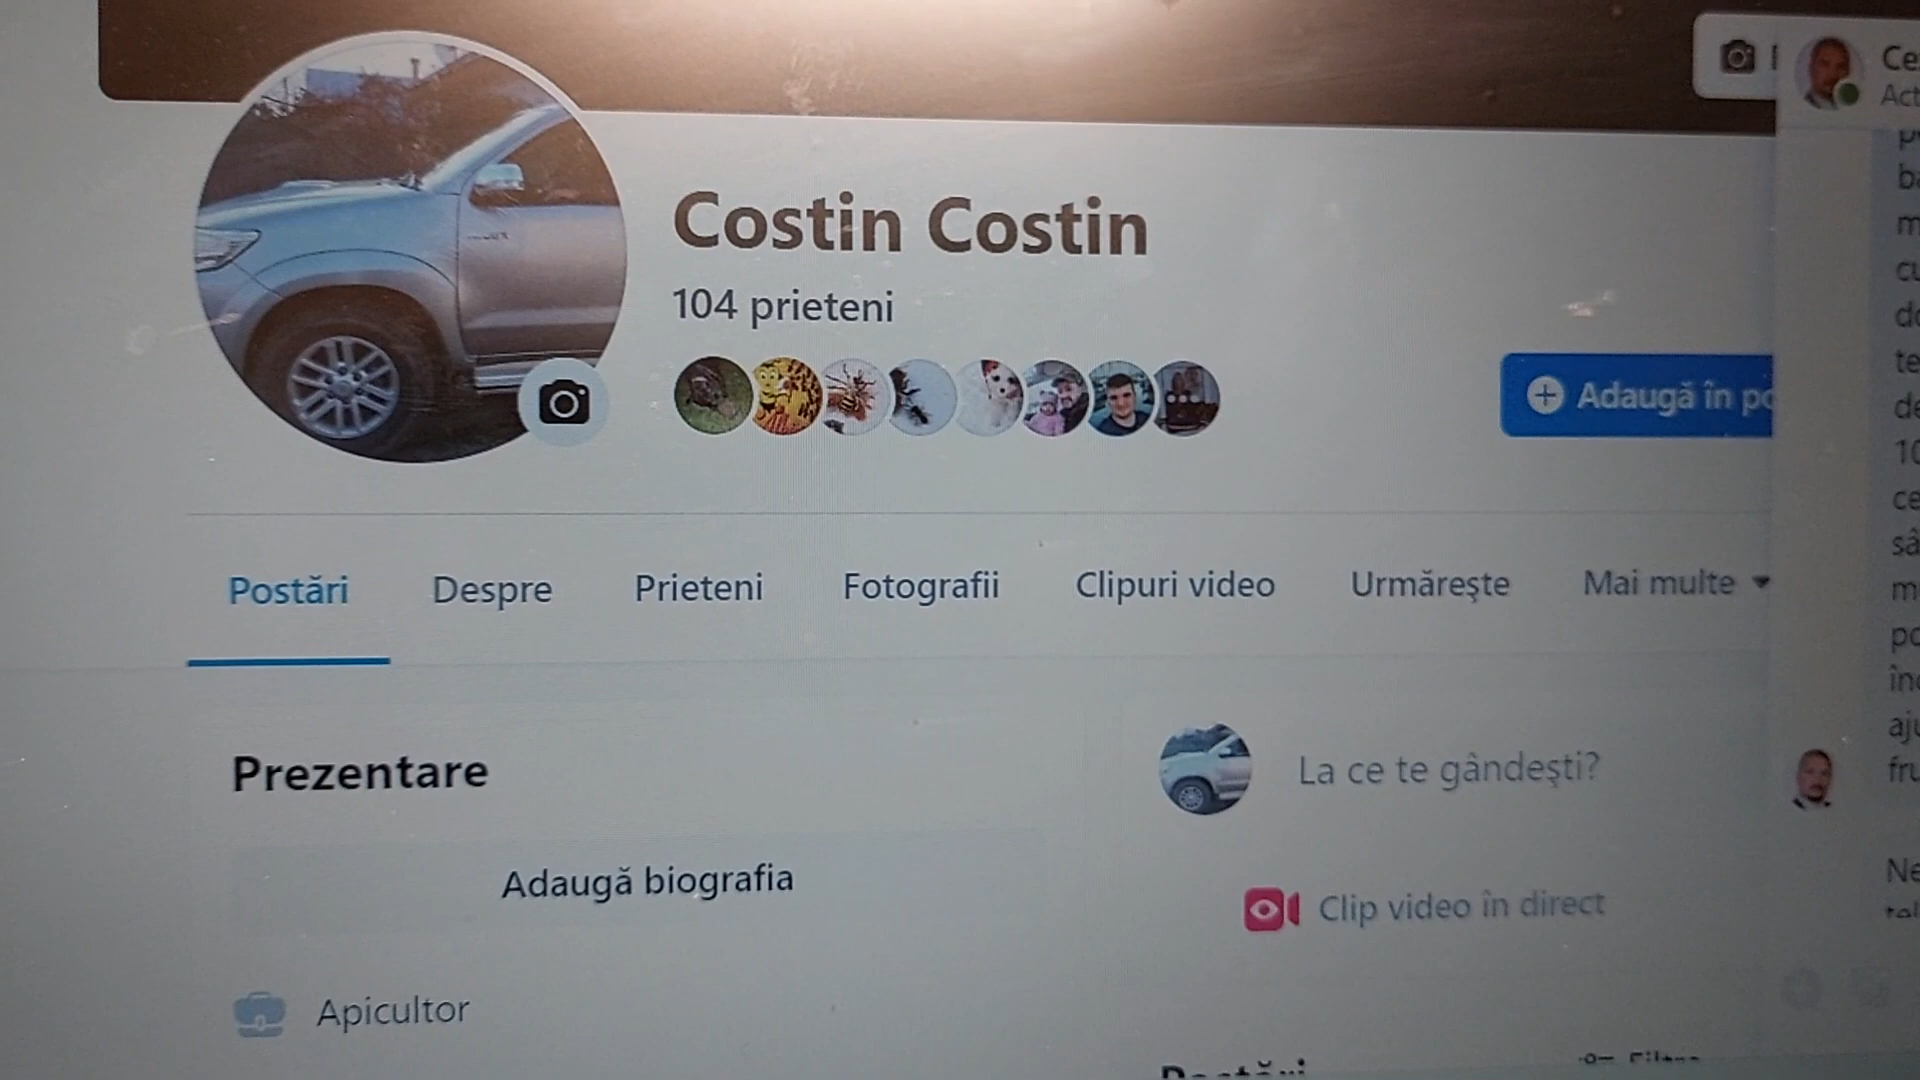 Costin Costin
104 prieteni
Adaugă în
Postări
Despre
Prieteni
Fotografii
Clipuri video
Urmărește
Mai multe
Prezentare
La ce te gândești?
Adaugă biografia
Clip video în direct
Apicultor